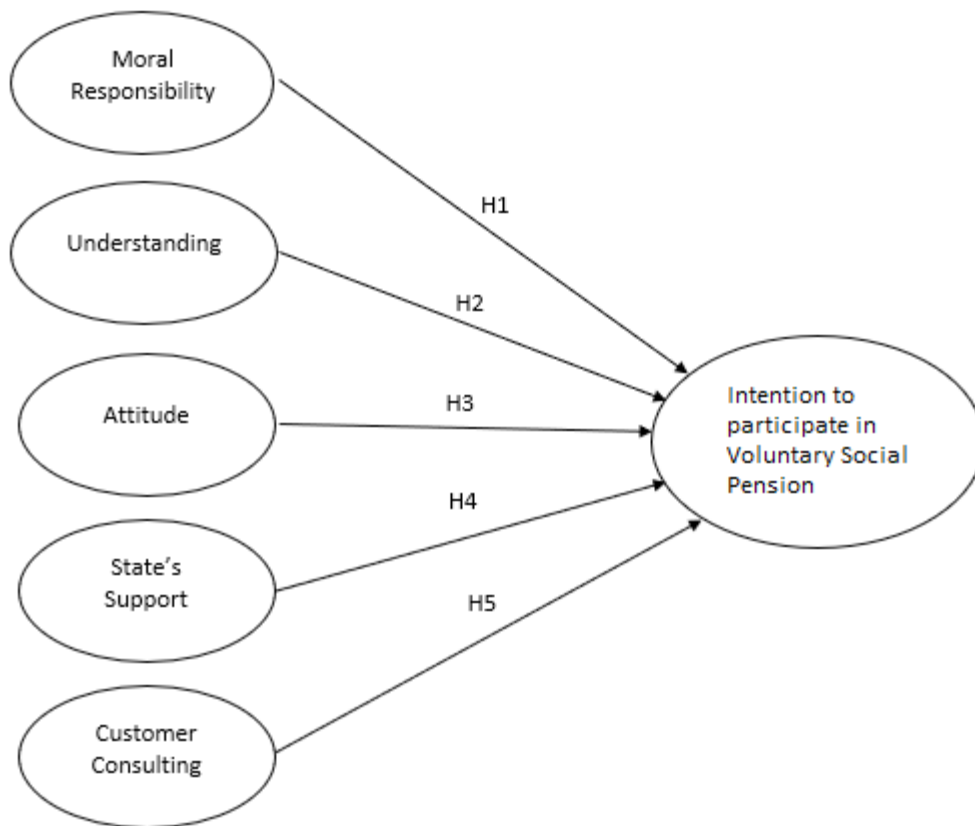 Moral
Responsibility
H1
Understanding
H2
Attitude
H3
Intention to
participate in
Voluntary Social
Pension
State’s
Support
H4
Customer
Consulting
H5